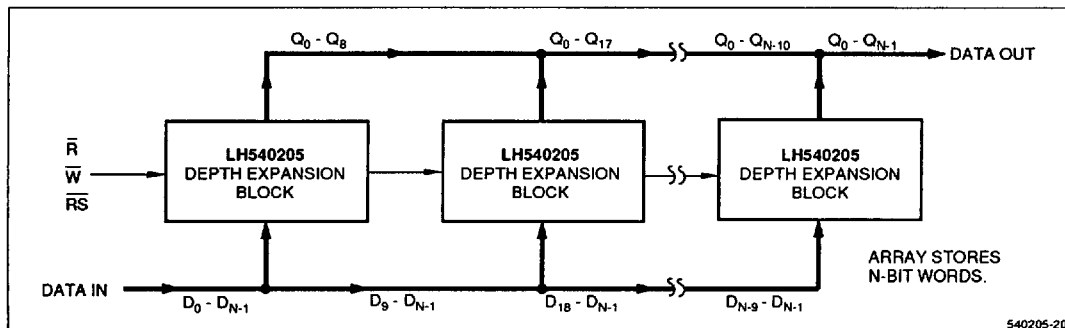 Q0 - Q8
Q0 - Q17
Q0 - QN-10
Q0 - QN-1
DATA OUT
R̅
W̅
R̅S̅
LH540205
DEPTH EXPANSION
BLOCK
LH540205
DEPTH EXPANSION
BLOCK
LH540205
DEPTH EXPANSION
BLOCK
ARRAY STORES
N-BIT WORDS.
DATA IN
D0 - DN-1
D9 - DN-1
D18 - DN-1
DN-9 - DN-1
540205-20